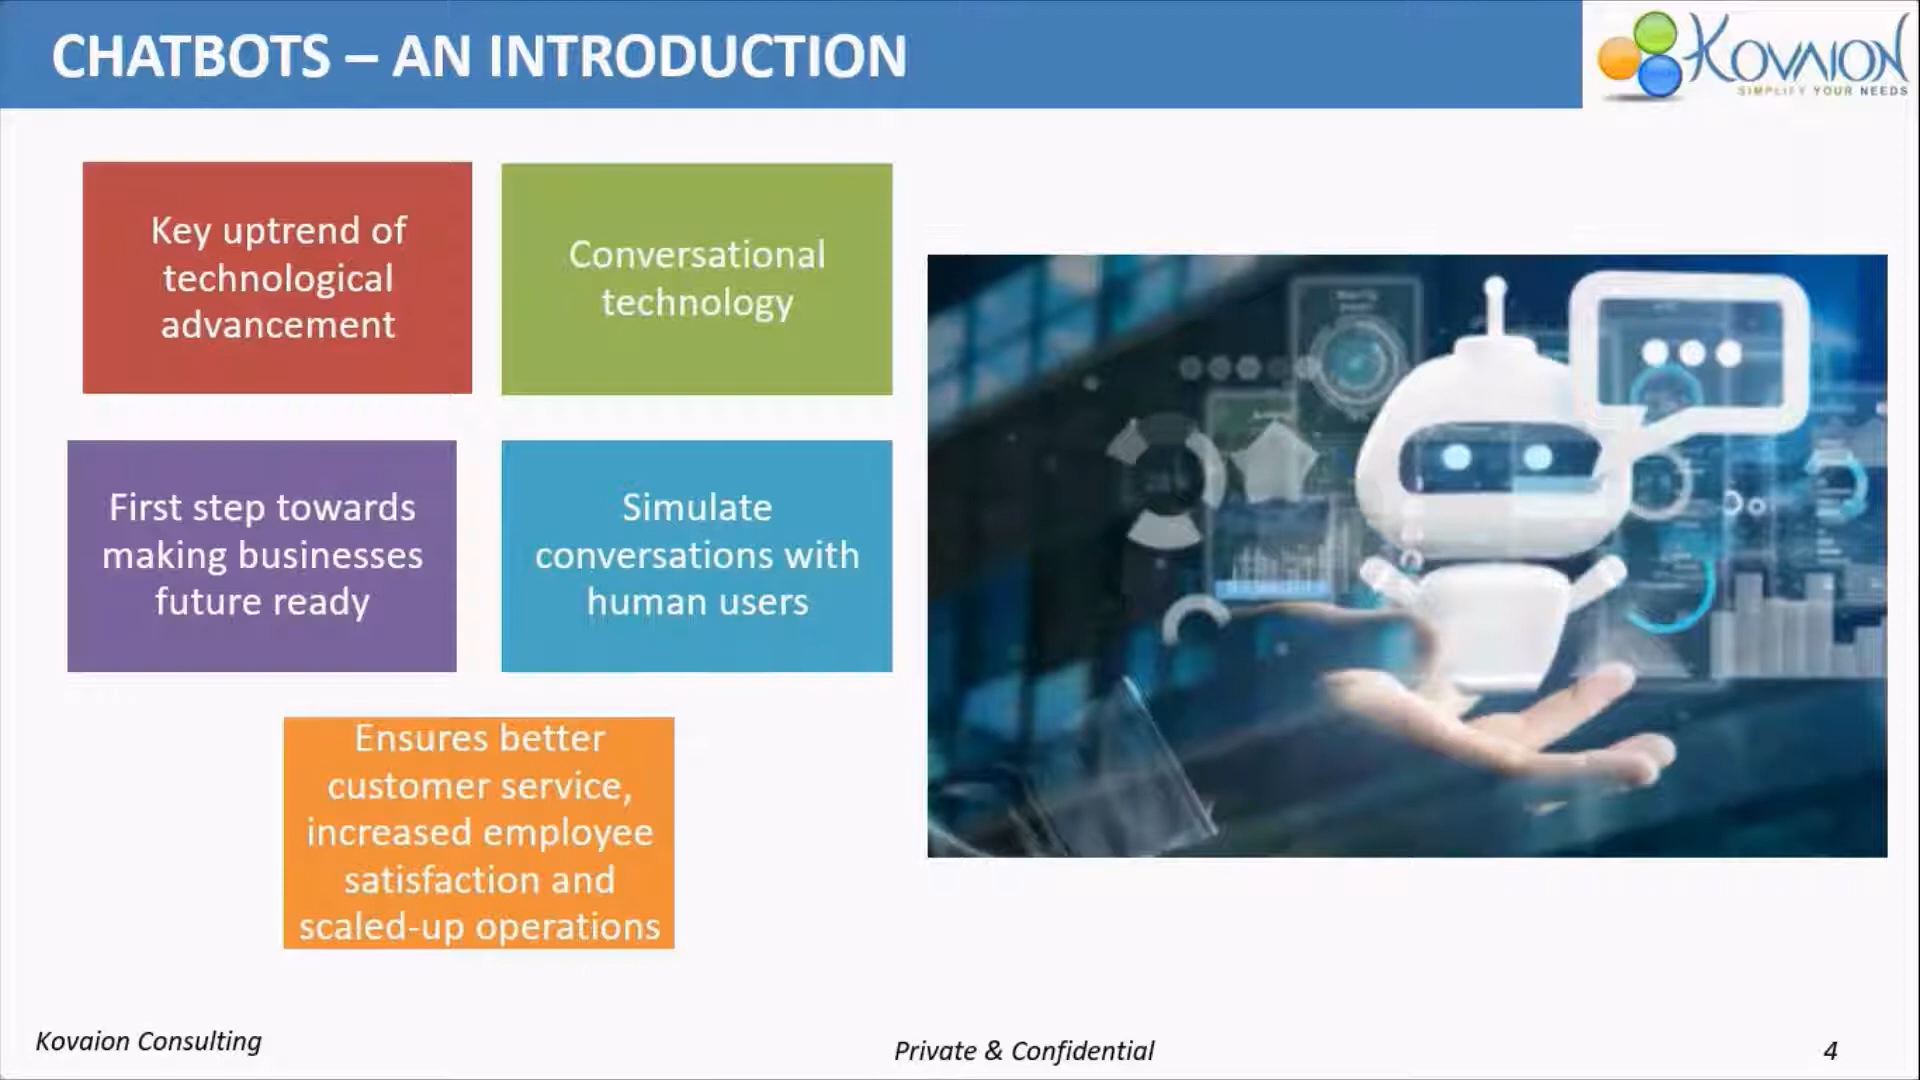 CHATBOTS – AN INTRODUCTION
KOVAION
SIMPLIFY YOUR NEEDS
Key uptrend of
technological
advancement
Conversational
technology
First step towards
making businesses
future ready
Simulate
conversations with
human users
Ensures better
customer service,
increased employee
satisfaction and
scaled-up operations
Kovaion Consulting
Private & Confidential
4